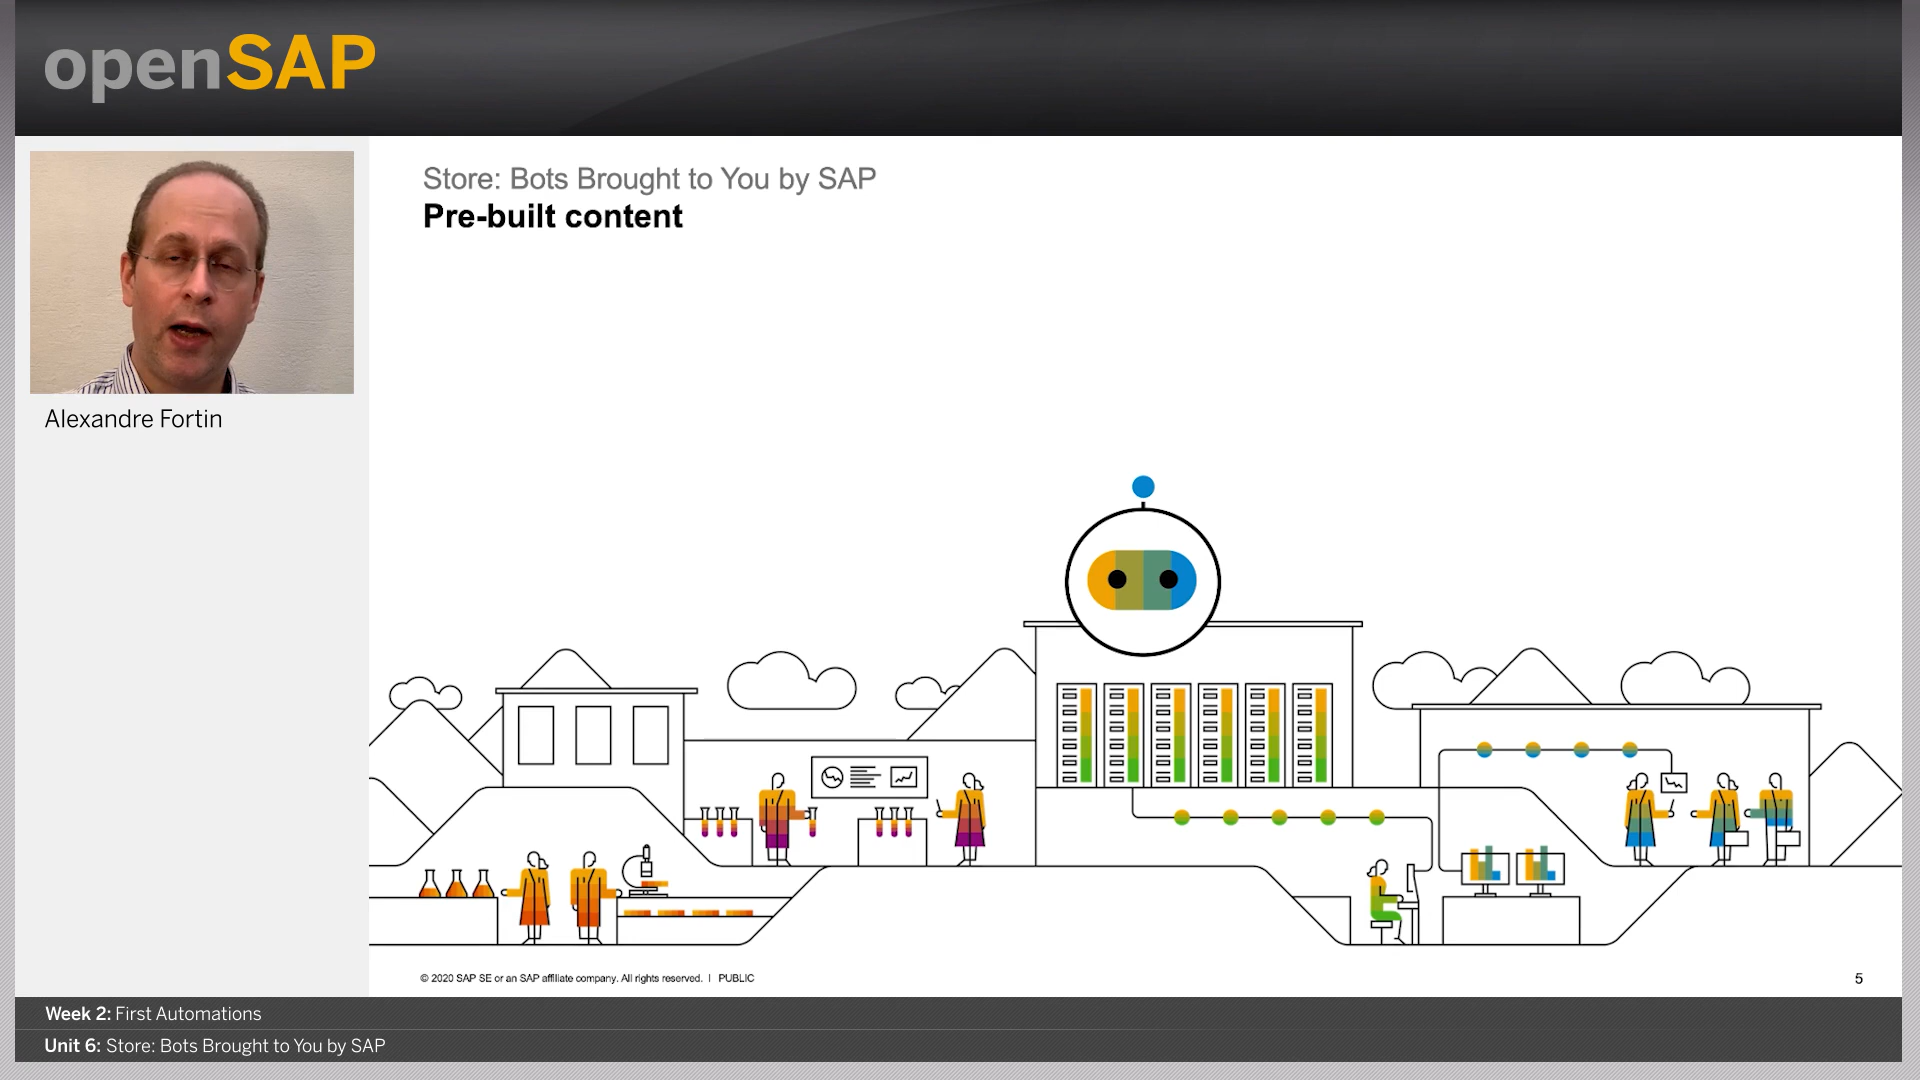 openSAP
Alexandre Fortin
Store: Bots Brought to You by SAP
Pre-built content
© 2020 SAP SE or an SAP affiliate company. All rights reserved. | PUBLIC
5
Week 2: First Automations
Unit 6: Store: Bots Brought to You by SAP